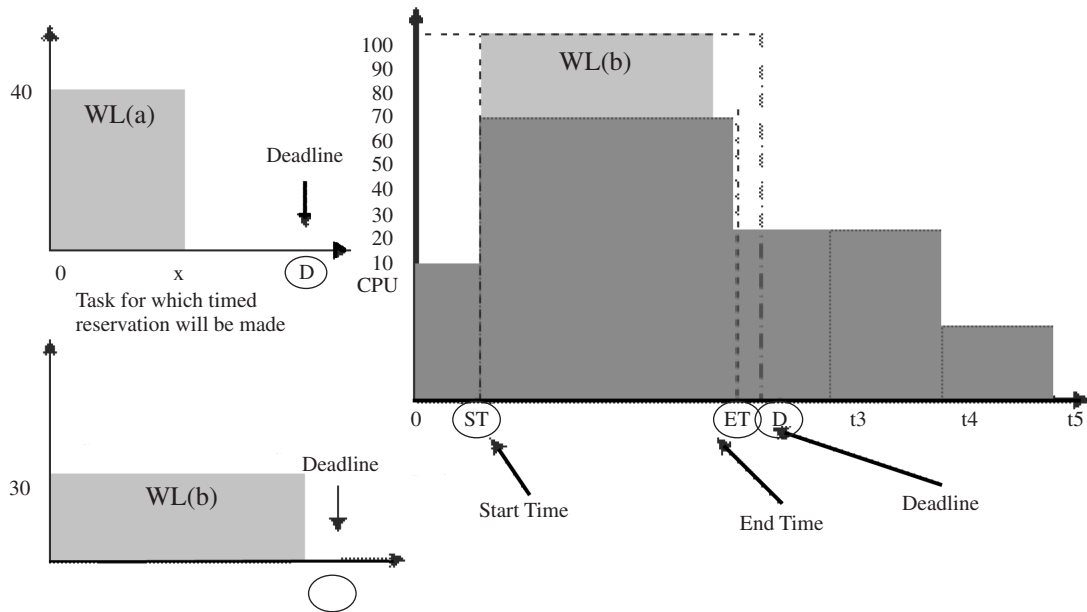 40
WL(a)
Deadline
0
x
D
Task for which timed
reservation will be made
30
WL(b)
Deadline
100
90
80
70
60
50
40
30
20
10
CPU
WL(b)
0
ST
ET
D
t3
t4
t5
Start Time
End Time
Deadline